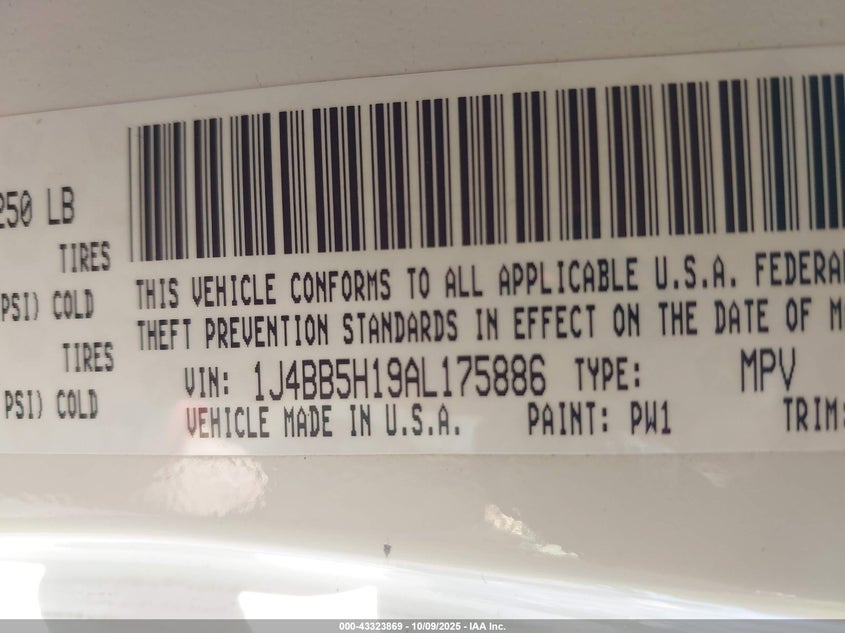 250 LB
TIRES
PSI) COLD
TIRES
PSI) COLD
THIS VEHICLE CONFORMS TO ALL APPLICABLE U.S.A. FEDERA
THEFT PREVENTION STANDARDS IN EFFECT ON THE DATE OF M
VIN: 1J4BB5H19AL175886 TYPE: MPV
VEHICLE MADE IN U.S.A. PAINT: PW1 TRIM:
000-43323869 - 10/09/2025 - IAA Inc.